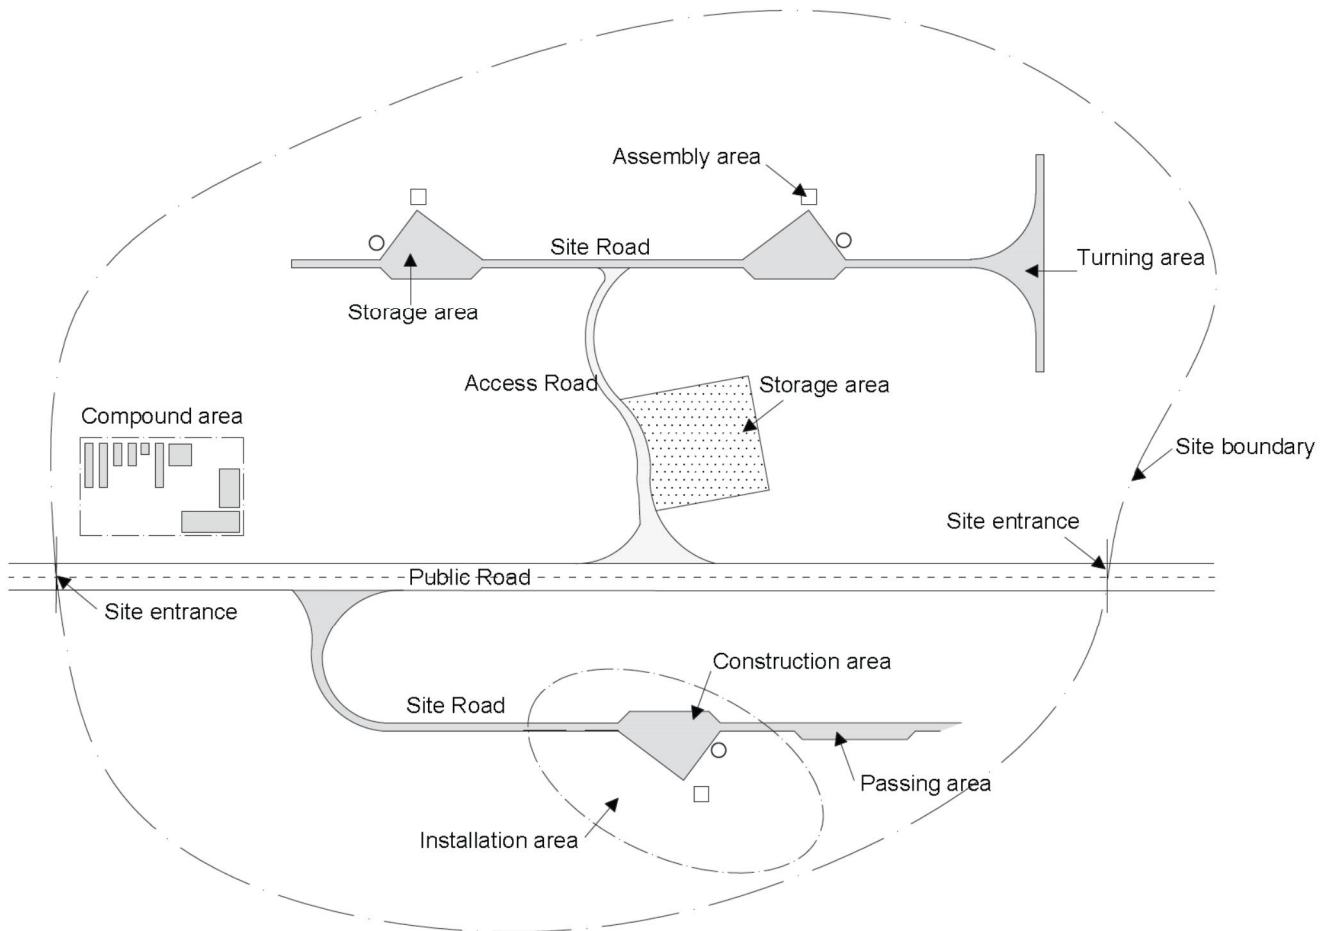 Assembly area
Site Road
Turning area
Storage area
Access Road
Storage area
Compound area
Site boundary
Site entrance
Public Road
Site entrance
Construction area
Site Road
Passing area
Installation area